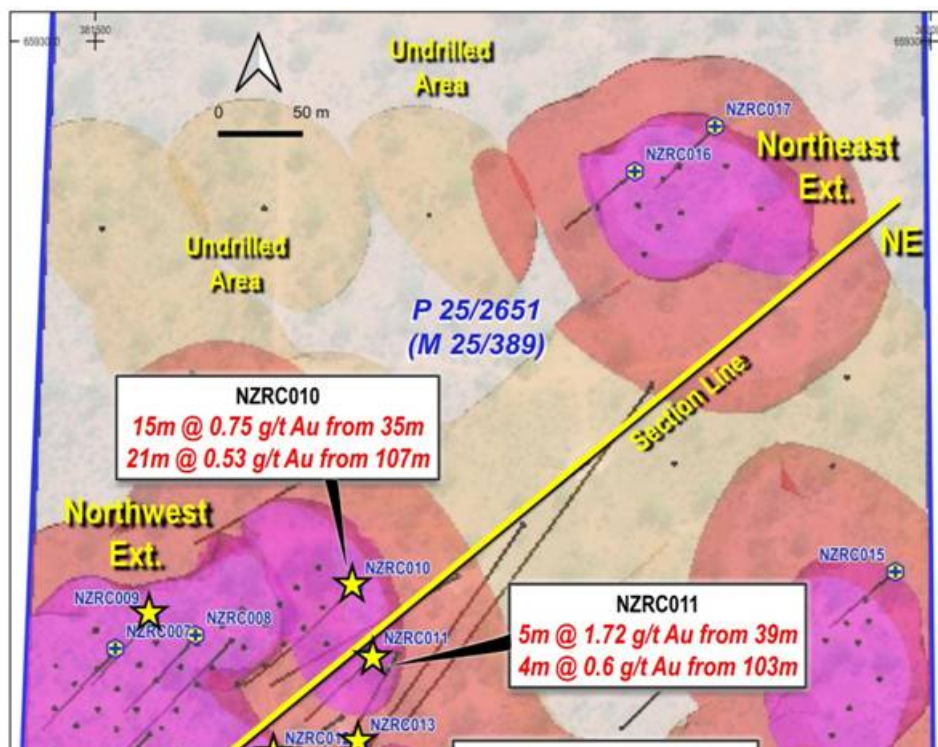 381500
6593000
Undrilled
Area
0 50 m
NZRC017
NZRC016
Northeast
Ext.
Undrilled
Area
NE
P 25/2651
(M 25/389)
Section Line
NZRC010
15m @ 0.75 g/t Au from 35m
21m @ 0.53 g/t Au from 107m
Northwest
Ext.
NZRC015
NZRC010
NZRC009
NZRC007
NZRC008
NZRC011
5m @ 1.72 g/t Au from 39m
4m @ 0.6 g/t Au from 103m
NZRC011
NZRC013